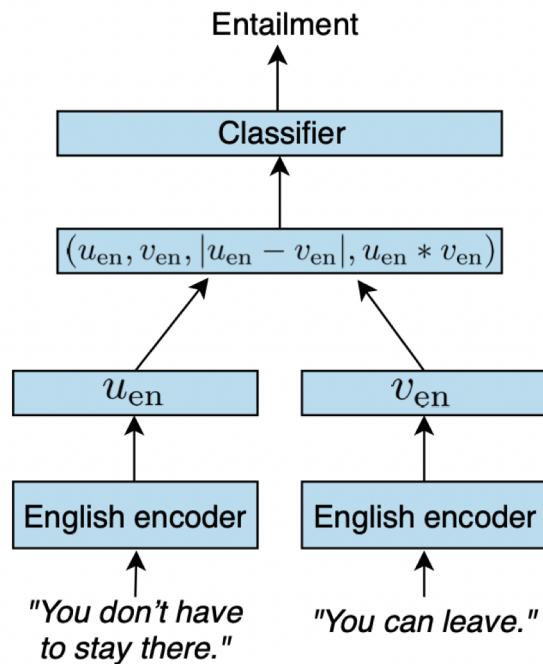 Entailment
Classifier
(u_en, v_en, |u_en − v_en|, u_en * v_en)
u_en
v_en
English encoder
English encoder
"You don't have
to stay there."
"You can leave."